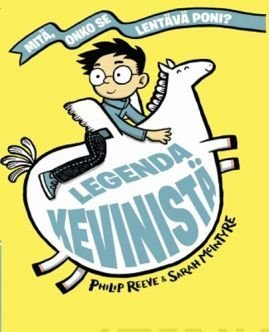 MITÄ, ONKO SE LENTÄVÄ PONI?
LEGENDA
KEVINISTÄ
PHILIP REEVE & SARAH MCINTYRE